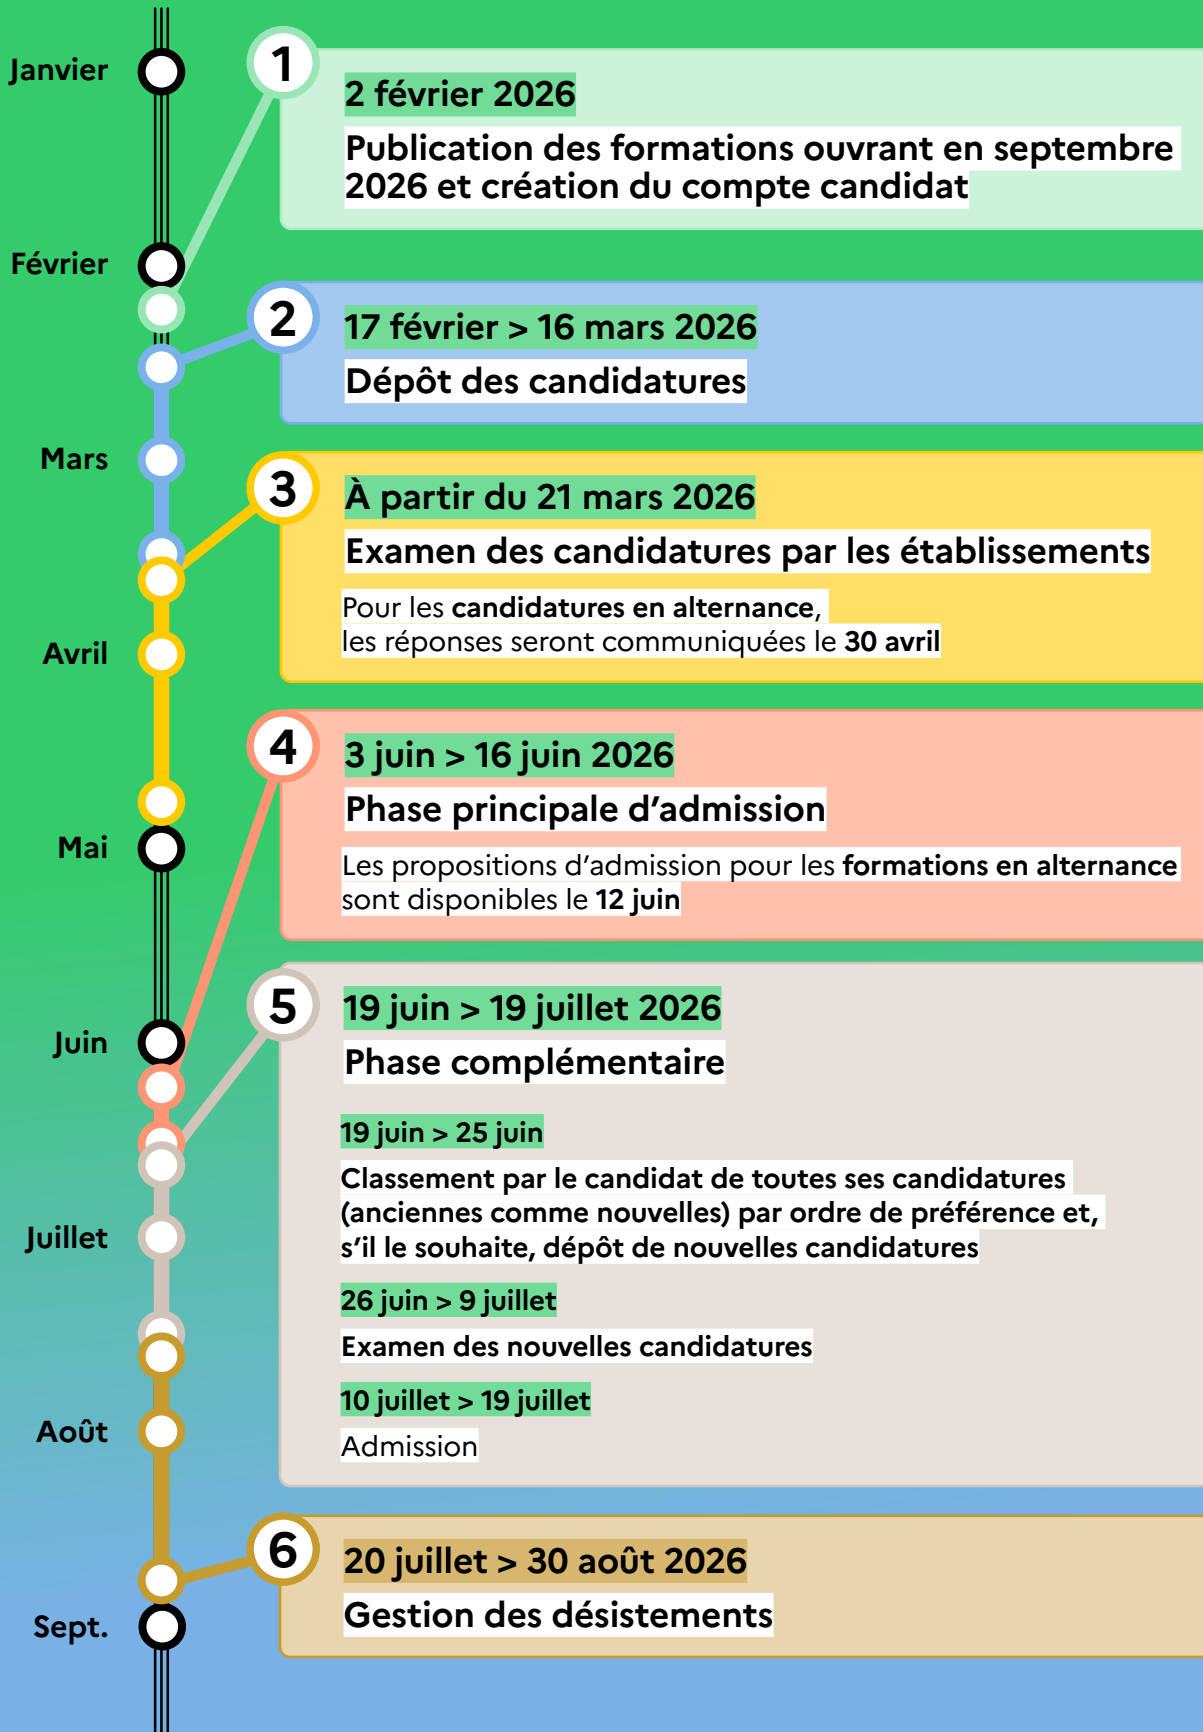 Janvier
1
2 février 2026
Publication des formations ouvrant en septembre
2026 et création du compte candidat
Février
2
17 février > 16 mars 2026
Dépôt des candidatures
Mars
3
À partir du 21 mars 2026
Examen des candidatures par les établissements
Pour les candidatures en alternance,
les réponses seront communiquées le 30 avril
Avril
4
3 juin > 16 juin 2026
Phase principale d’admission
Les propositions d’admission pour les formations en alternance
sont disponibles le 12 juin
Mai
5
19 juin > 19 juillet 2026
Phase complémentaire
Juin
19 juin > 25 juin
Classement par le candidat de toutes ses candidatures
(anciennes comme nouvelles) par ordre de préférence et,
s’il le souhaite, dépôt de nouvelles candidatures
Juillet
26 juin > 9 juillet
Examen des nouvelles candidatures
10 juillet > 19 juillet
Admission
Août
6
20 juillet > 30 août 2026
Gestion des désistements
Sept.